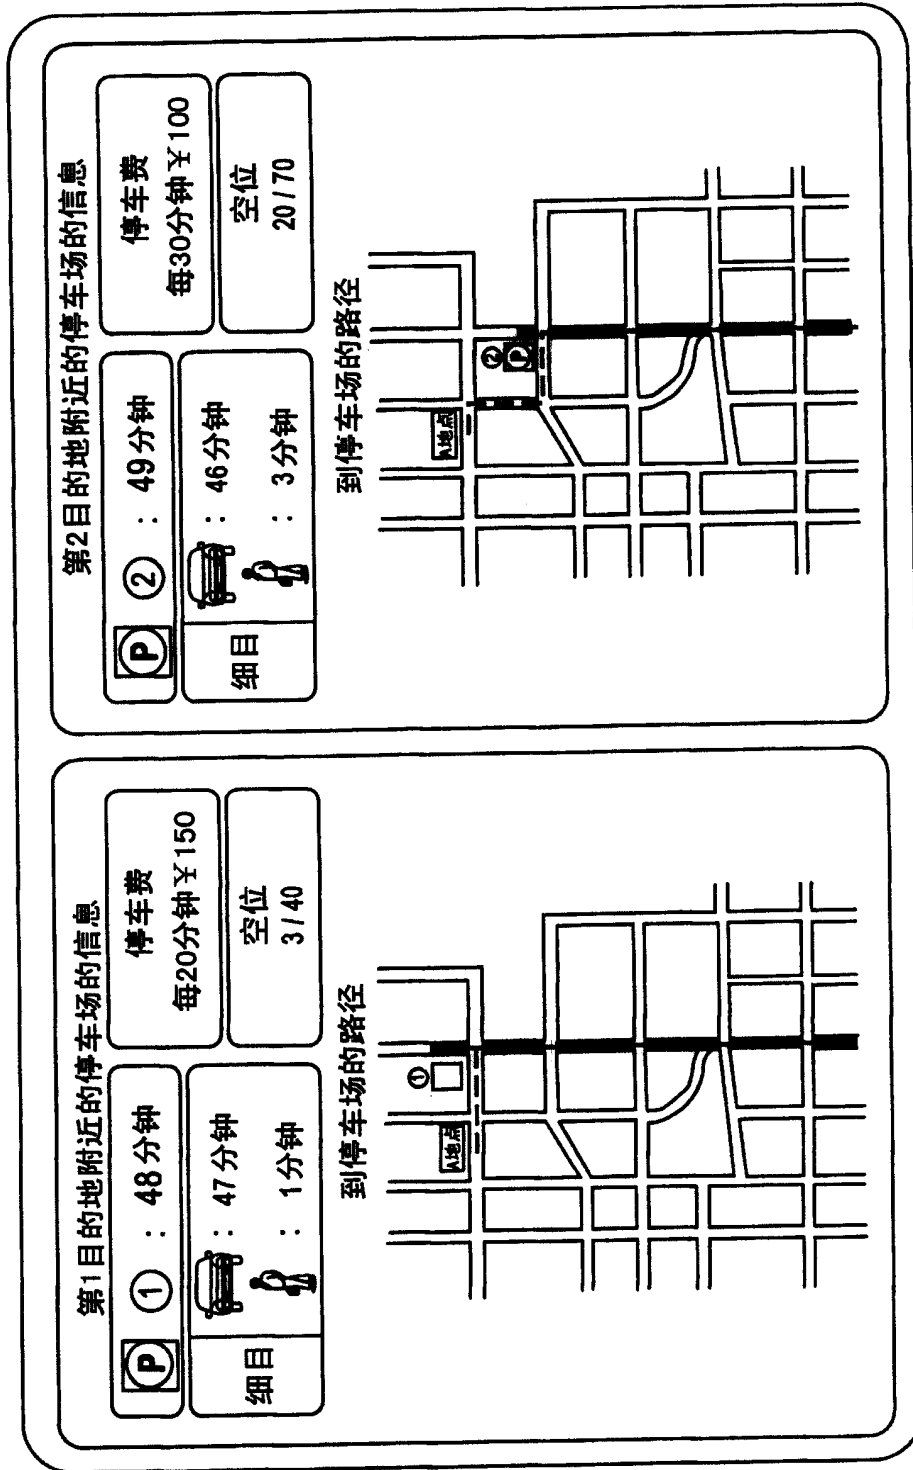 第1目的地附近的停车场的信息
P ① : 48分钟
停车费
每20分钟￥150
细目
: 47分钟
: 1分钟
空位
3/40
到停车场的路径
A地点
①
第2目的地附近的停车场的信息
P ② : 49分钟
停车费
每30分钟￥100
细目
: 46分钟
: 3分钟
空位
20/70
到停车场的路径
A地点
②
P